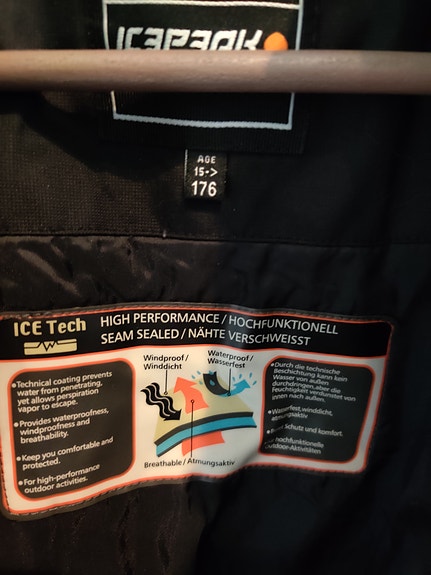 ICEPEAK
AGE
15->
176
ICE Tech
HIGH PERFORMANCE / HOCHFUNKTIONELL
SEAM SEALED / NÄHTE VERSCHWEISST
Windproof /
Winddicht
Waterproof /
Wasserfest
•Technical coating prevents
water from penetrating,
yet allows perspiration
vapor to escape.
•Provides waterproofness,
windproofness and
breathability.
•Keep you comfortable and
protected.
•For high-performance
outdoor activities.
Breathable / Atmungsaktiv
•Durch die technische
Beschichtung kann kein
Wasser von außen
durchdringen,aber die
Feuchtigkeit verdunstet von
innen nach außen.
•Wasserfest,winddicht,
atmungsaktiv
Schutz und komfort.
hochfunktionelle
Outdoor-Aktivitäten